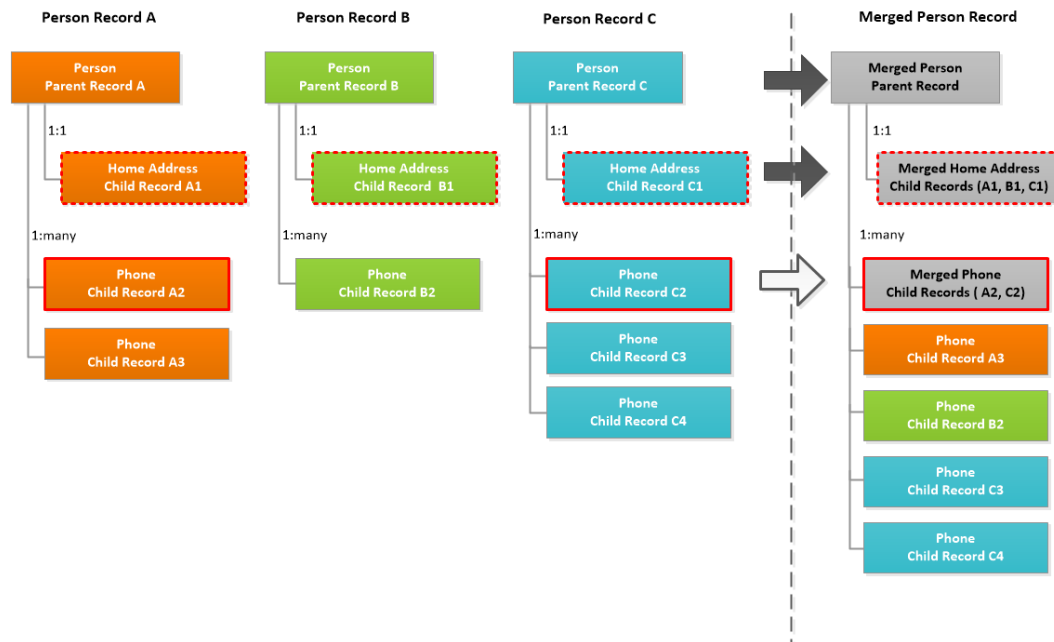 Person Record A
Person Record B
Person Record C
Merged Person Record
Person
Parent Record A
Person
Parent Record B
Person
Parent Record C
Merged Person
Parent Record
1:1
1:1
1:1
1:1
Home Address
Child Record A1
Home Address
Child Record B1
Home Address
Child Record C1
Merged Home Address
Child Records (A1, B1, C1)
1:many
1:many
1:many
1:many
Phone
Child Record A2
Phone
Child Record B2
Phone
Child Record C2
Merged Phone
Child Records ( A2, C2)
Phone
Child Record A3
Phone
Child Record C3
Phone
Child Record A3
Phone
Child Record C4
Phone
Child Record B2
Phone
Child Record C3
Phone
Child Record C4